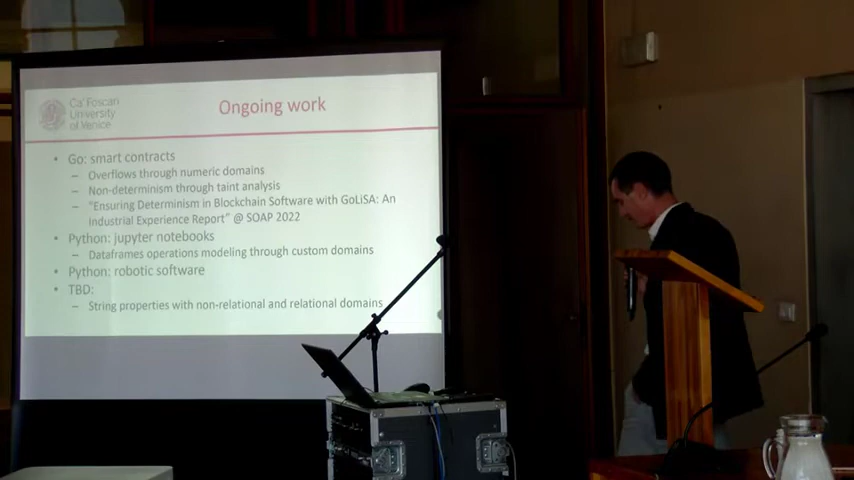 Ca' Foscari
University
of Venice
Ongoing work
• Go: smart contracts
– Overflows through numeric domains
– Non-determinism through taint analysis
– "Ensuring Determinism in Blockchain Software with GoLiSA: An
Industrial Experience Report" @ SOAP 2022
• Python: jupyter notebooks
– Dataframes operations modeling through custom domains
• Python: robotic software
• TBD:
– String properties with non-relational and relational domains